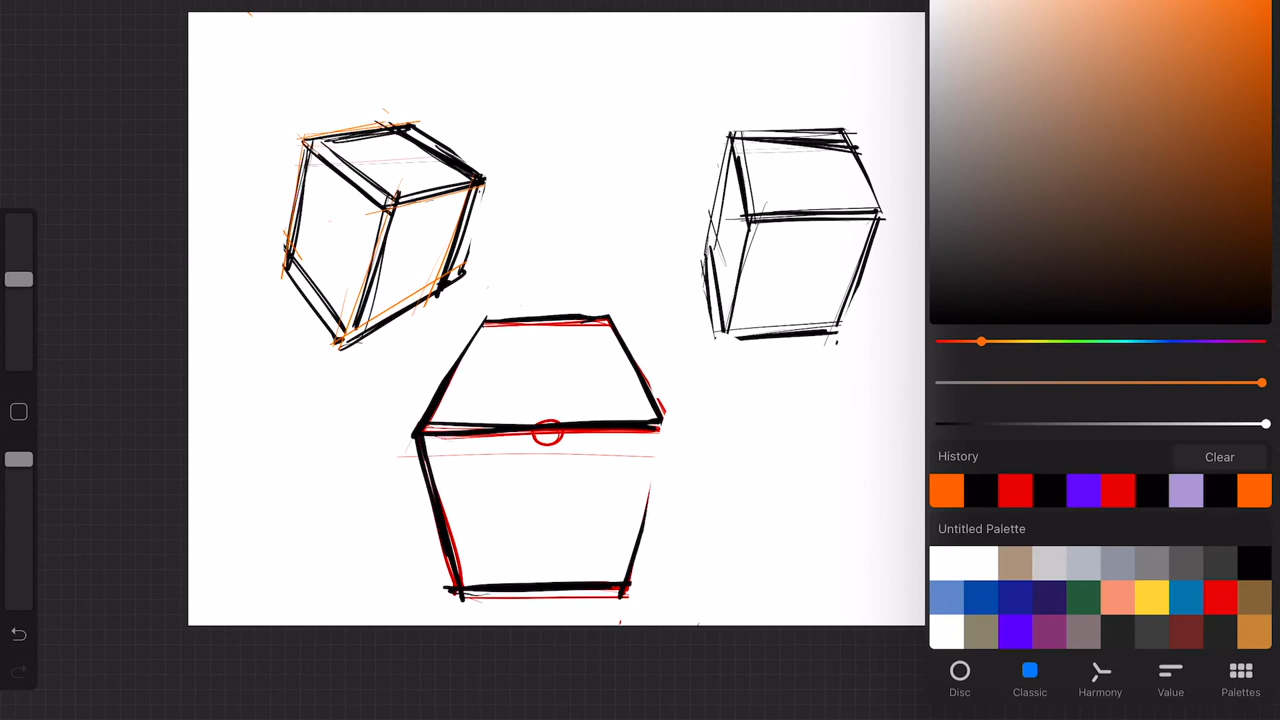 History
Clear
Untitled Palette
Disc
Classic
Harmony
Value
Palettes